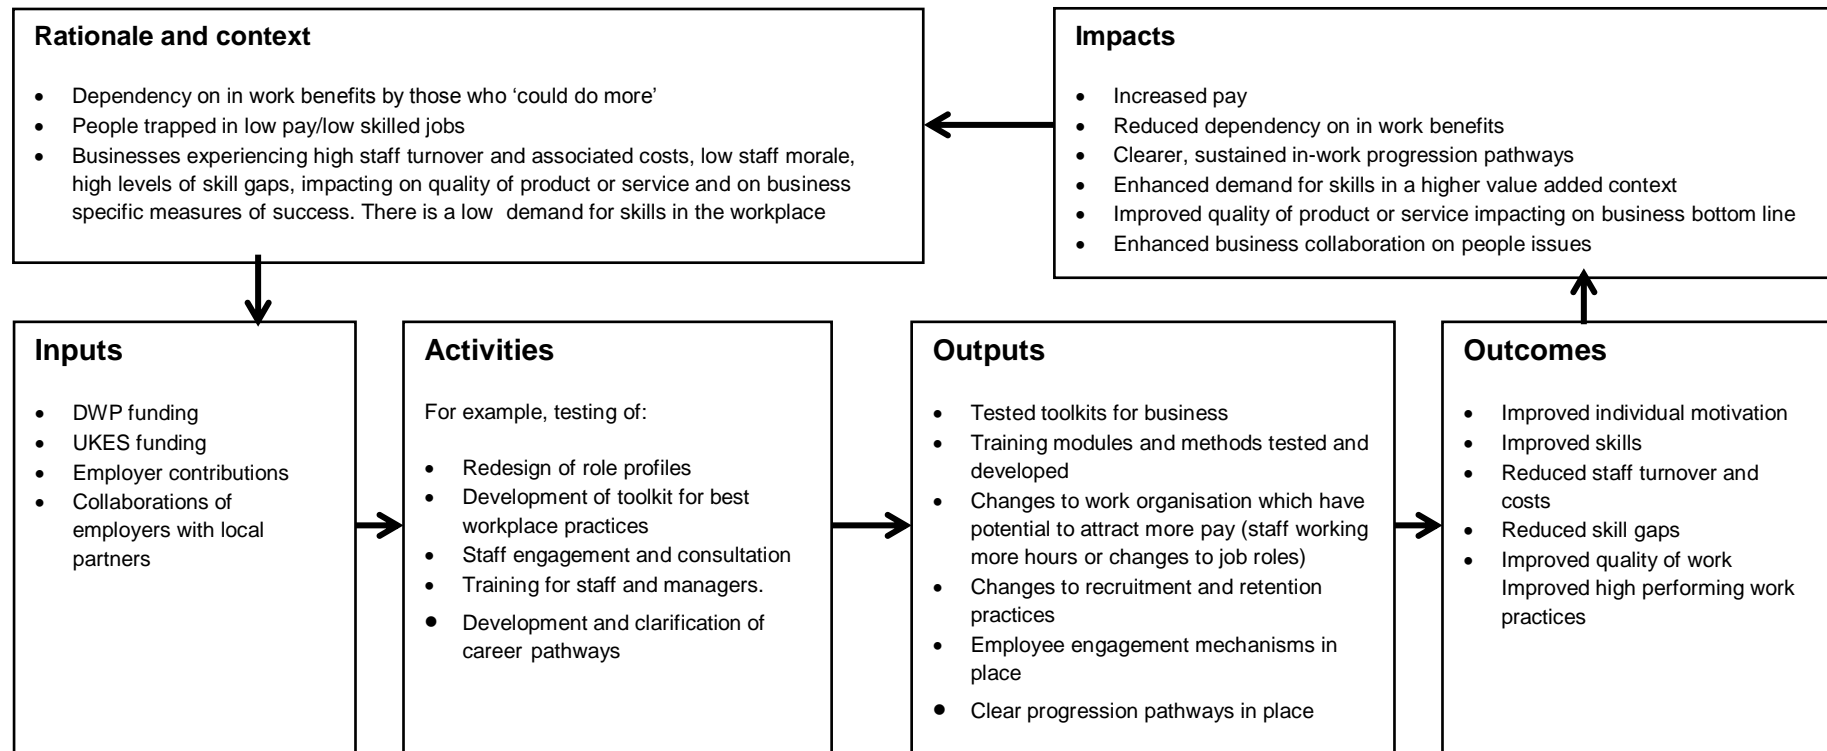 Rationale and context
• Dependency on in work benefits by those who ‘could do more’
• People trapped in low pay/low skilled jobs
• Businesses experiencing high staff turnover and associated costs, low staff morale,
high levels of skill gaps, impacting on quality of product or service and on business
specific measures of success. There is a low demand for skills in the workplace
Impacts
• Increased pay
• Reduced dependency on in work benefits
• Clearer, sustained in-work progression pathways
• Enhanced demand for skills in a higher value added context
• Improved quality of product or service impacting on business bottom line
• Enhanced business collaboration on people issues
Inputs
• DWP funding
• UKES funding
• Employer contributions
• Collaborations of
employers with local
partners
Activities
For example, testing of:
• Redesign of role profiles
• Development of toolkit for best
workplace practices
• Staff engagement and consultation
• Training for staff and managers.
• Development and clarification of
career pathways
Outputs
• Tested toolkits for business
• Training modules and methods tested and
developed
• Changes to work organisation which have
potential to attract more pay (staff working
more hours or changes to job roles)
• Changes to recruitment and retention
practices
• Employee engagement mechanisms in
place
• Clear progression pathways in place
Outcomes
• Improved individual motivation
• Improved skills
• Reduced staff turnover and
costs
• Reduced skill gaps
• Improved quality of work
Improved high performing work
practices